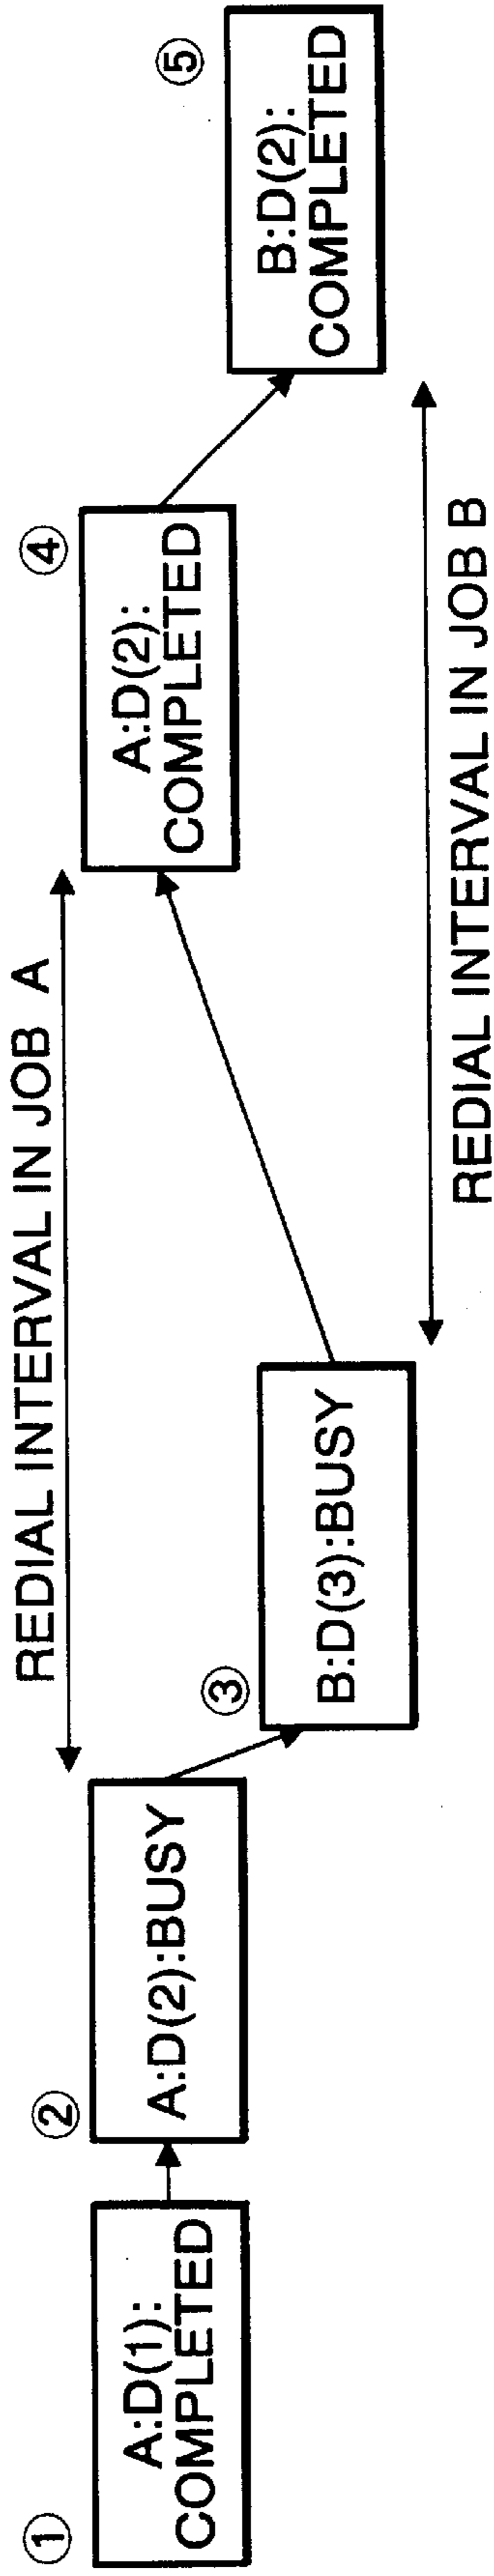 ①
A:D(1):
COMPLETED
②
A:D(2):BUSY
REDIAL INTERVAL IN JOB A
③
B:D(3):BUSY
④
A:D(2):
COMPLETED
REDIAL INTERVAL IN JOB B
⑤
B:D(2):
COMPLETED